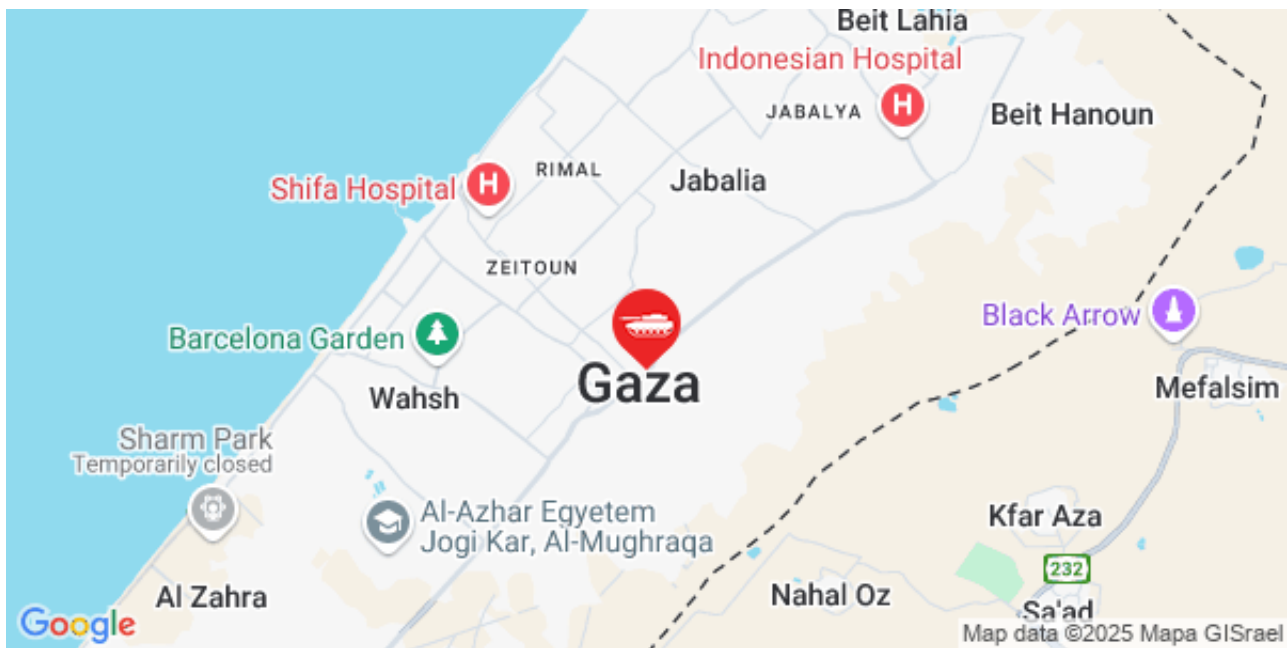 Beit Lahia
Indonesian Hospital
H
JABALYA
Beit Hanoun
RIMAL
Jabalia
Shifa Hospital
H
ZEITOUN
Black Arrow
Barcelona Garden
Gaza
Wahsh
Mefalsim
Sharm Park
Temporarily closed
Al-Azhar Egyetem
Jogi Kar, Al-Mughraqa
Kfar Aza
232
Al Zahra
Nahal Oz
Sa'ad
Google
Map data ©2025 Mapa GISrael